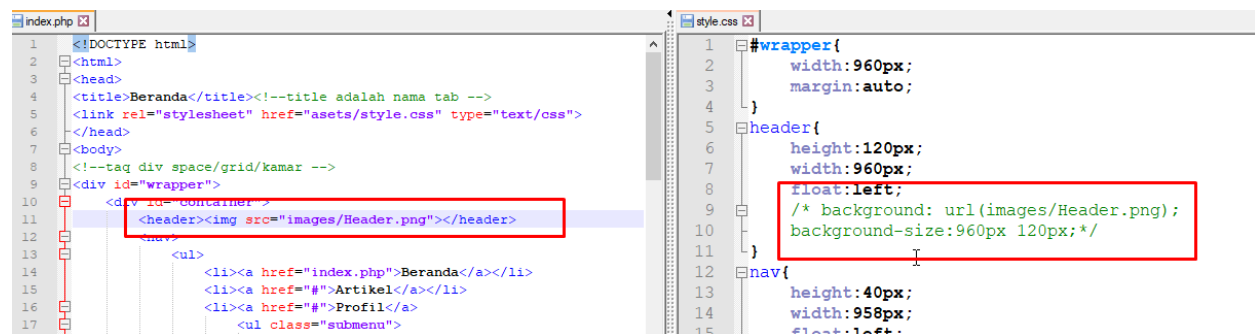 index.php
1 <!DOCTYPE html>
2 <html>
3 <head>
4 <title>Beranda</title><!--title adalah nama tab -->
5 <link rel="stylesheet" href="asets/style.css" type="text/css">
6 </head>
7 <body>
8 <!--taq div space/grid/kamar -->
9 <div id="wrapper">
10 <div id="container">
11 <header><img src="images/Header.png"></header>
12 <nav>
13 <ul>
14 <li><a href="index.php">Beranda</a></li>
15 <li><a href="#">Artikel</a></li>
16 <li><a href="#">Profil</a>
17 <ul class="submenu">
style.css
1 #wrapper{
2 width:960px;
3 margin:auto;
4 }
5 header{
6 height:120px;
7 width:960px;
8 float:left;
9 /* background: url(images/Header.png);
10 background-size:960px 120px;*/
11 }
12 nav{
13 height:40px;
14 width:958px;
15 float:left;